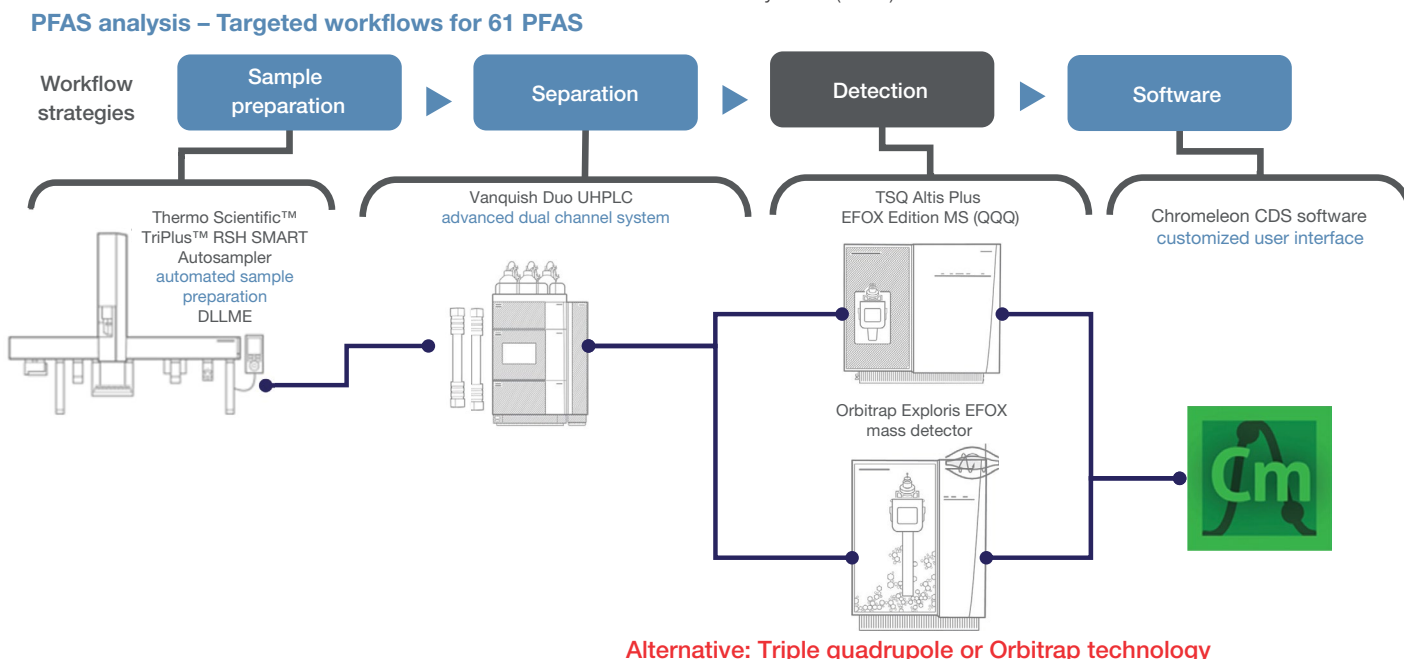 PFAS analysis – Targeted workflows for 61 PFAS
Workflow
strategies
Sample
preparation
Separation
Detection
Software
Thermo Scientific™
TriPlus™ RSH SMART
Autosampler
automated sample
preparation
DLLME
Vanquish Duo UHPLC
advanced dual channel system
TSQ Altis Plus
EFOX Edition MS (QQQ)
Orbitrap Exploris EFOX
mass detector
Chromeleon CDS software
customized user interface
Cm
Alternative: Triple quadrupole or Orbitrap technology